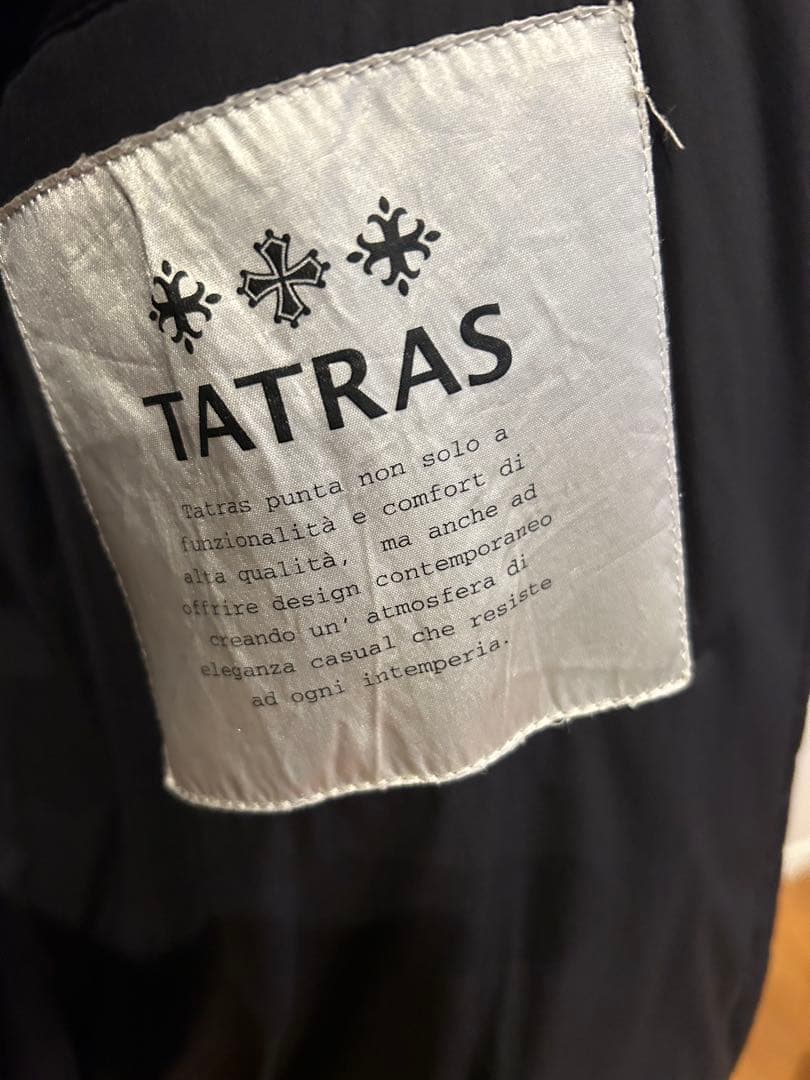 TATRAS
Tatras punta non solo a
funzionalità e comfort di
alta qualità, ma anche ad
offrire design contemporaneo
creando un' atmosfera di
eleganza casual che resiste
ad ogni intemperia.